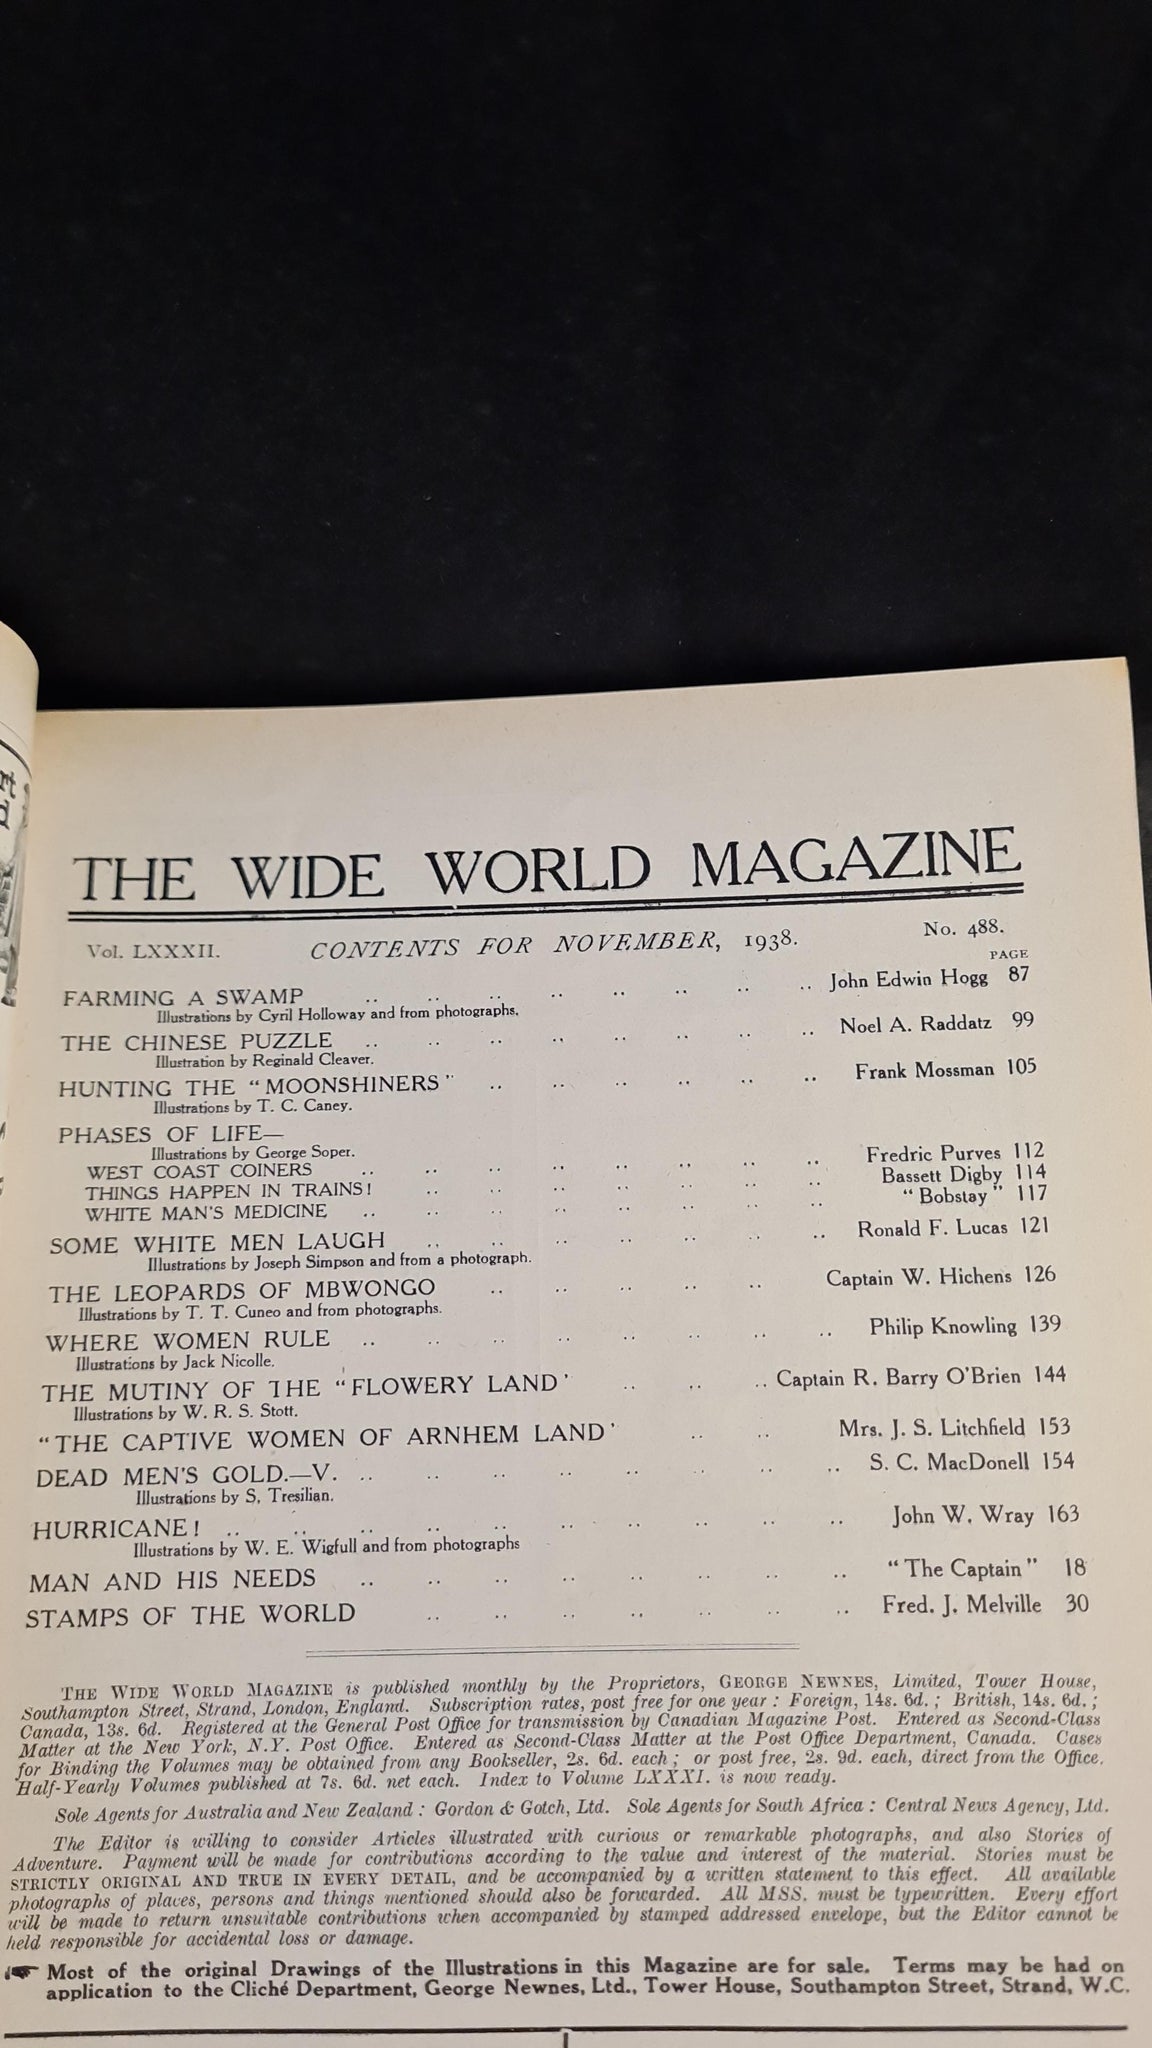 THE WIDE WORLD MAGAZINE
Vol. LXXXII. CONTENTS FOR NOVEMBER, 1938. No. 488.
PAGE
FARMING A SWAMP .. .. .. .. .. .. .. .. John Edwin Hogg 87
Illustrations by Cyril Holloway and from photographs.
THE CHINESE PUZZLE .. .. .. .. .. .. .. .. Noel A. Raddatz 99
Illustration by Reginald Cleaver.
HUNTING THE "MOONSHINERS" .. .. .. .. .. .. Frank Mossman 105
Illustrations by T. C. Caney.
PHASES OF LIFE—
Illustrations by George Soper.
WEST COAST COINERS .. .. .. .. .. .. .. .. Fredric Purves 112
THINGS HAPPEN IN TRAINS! .. .. .. .. .. .. .. Bassett Digby 114
WHITE MAN'S MEDICINE .. .. .. .. .. .. .. .. "Bobstay" 117
SOME WHITE MEN LAUGH .. .. .. .. .. .. .. Ronald F. Lucas 121
Illustrations by Joseph Simpson and from a photograph.
THE LEOPARDS OF MBWONGO .. .. .. .. .. Captain W. Hichens 126
Illustrations by T. T. Cuneo and from photographs.
WHERE WOMEN RULE .. .. .. .. .. .. .. .. Philip Knowling 139
Illustrations by Jack Nicolle.
THE MUTINY OF THE "FLOWERY LAND' .. .. .. Captain R. Barry O'Brien 144
Illustrations by W. R. S. Stott.
"THE CAPTIVE WOMEN OF ARNHEM LAND' .. .. Mrs. J. S. Litchfield 153
DEAD MEN'S GOLD.—V. .. .. .. .. .. .. .. .. S. C. MacDonell 154
Illustrations by S. Tresilian.
HURRICANE! .. .. .. .. .. .. .. .. .. .. John W. Wray 163
Illustrations by W. E. Wigfull and from photographs
MAN AND HIS NEEDS .. .. .. .. .. .. .. .. "The Captain" 18
STAMPS OF THE WORLD .. .. .. .. .. .. .. Fred. J. Melville 30
THE WIDE WORLD MAGAZINE is published monthly by the Proprietors, GEORGE NEWNES, Limited, Tower House,
Southampton Street, Strand, London, England. Subscription rates, post free for one year : Foreign, 14s. 6d. ; British, 14s. 6d. ;
Canada, 13s. 6d. Registered at the General Post Office for transmission by Canadian Magazine Post. Entered as Second-Class
Matter at the New York, N.Y. Post Office. Entered as Second-Class Matter at the Post Office Department, Canada. Cases
for Binding the Volumes may be obtained from any Bookseller, 2s. 6d. each ; or post free, 2s. 9d. each, direct from the Office.
Half-Yearly Volumes published at 7s. 6d. net each. Index to Volume LXXXI. is now ready.
Sole Agents for Australia and New Zealand : Gordon & Gotch, Ltd. Sole Agents for South Africa : Central News Agency, Ltd.
The Editor is willing to consider Articles illustrated with curious or remarkable photographs, and also Stories of
Adventure. Payment will be made for contributions according to the value and interest of the material. Stories must be
STRICTLY ORIGINAL AND TRUE IN EVERY DETAIL, and be accompanied by a written statement to this effect. All available
photographs of places, persons and things mentioned should also be forwarded. All MSS. must be typewritten. Every effort
will be made to return unsuitable contributions when accompanied by stamped addressed envelope, but the Editor cannot be
held responsible for accidental loss or damage.
Most of the original Drawings of the Illustrations in this Magazine are for sale. Terms may be had on
application to the Cliché Department, George Newnes, Ltd., Tower House, Southampton Street, Strand, W.C.